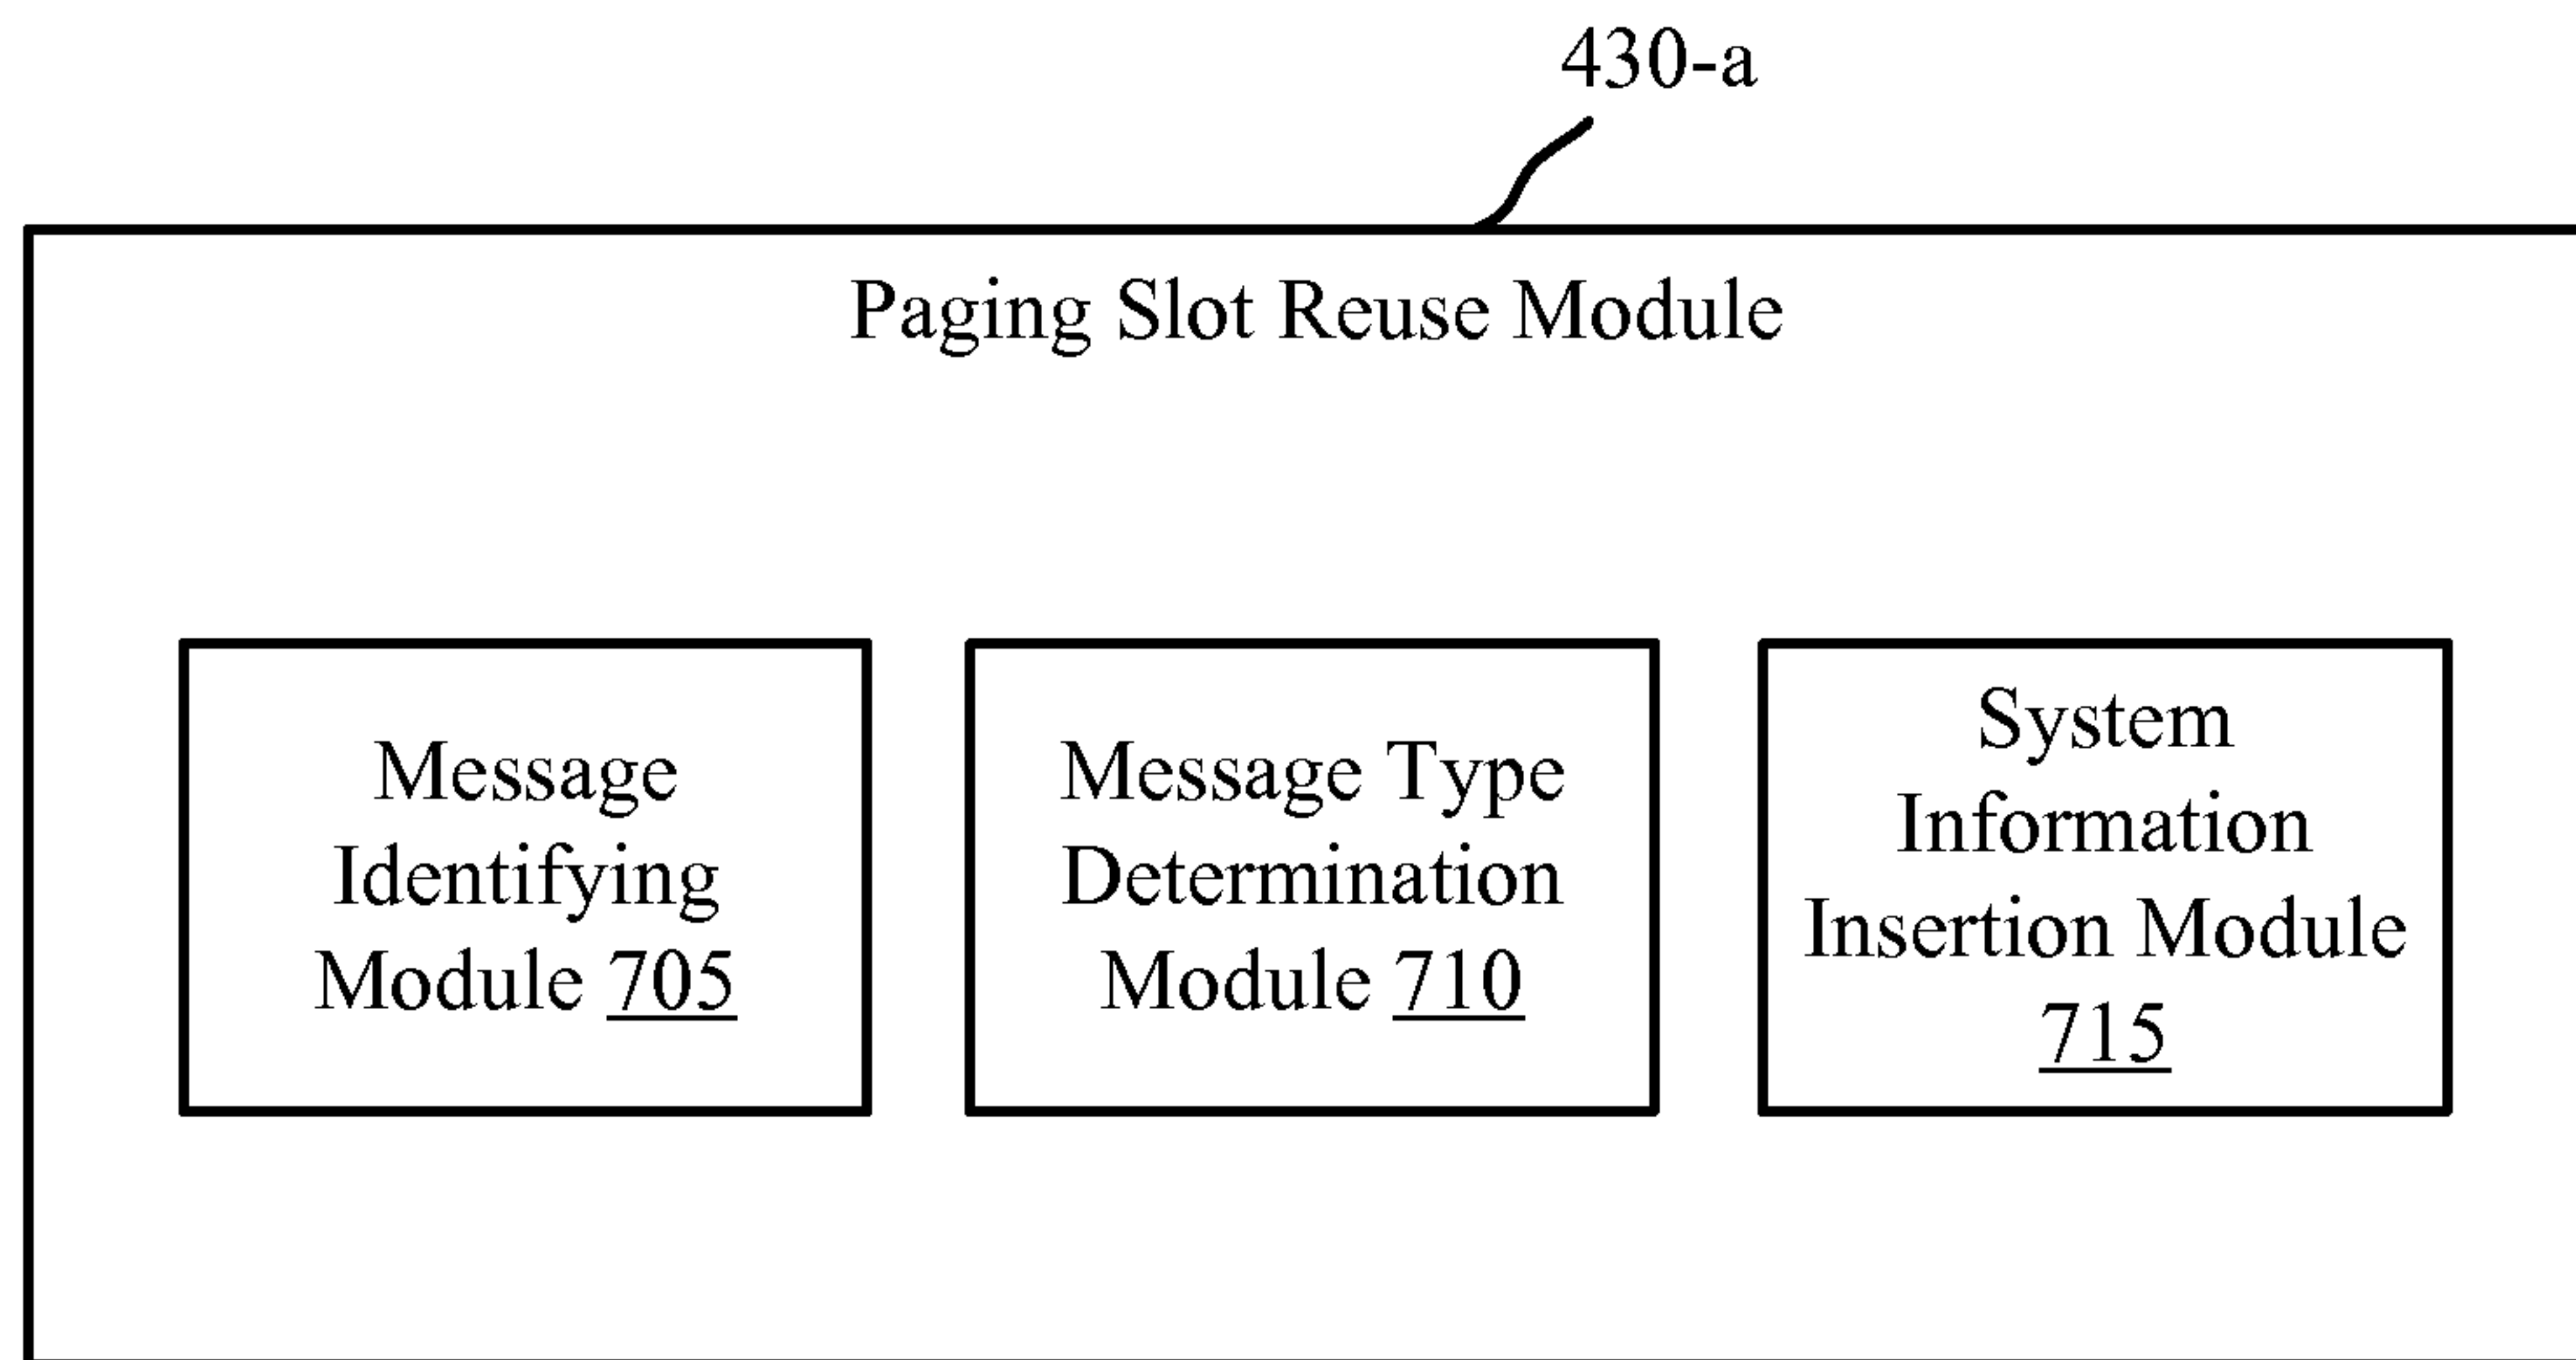 430-a
Paging Slot Reuse Module
Message
Identifying
Module 705
Message Type
Determination
Module 710
System
Information
Insertion Module
715